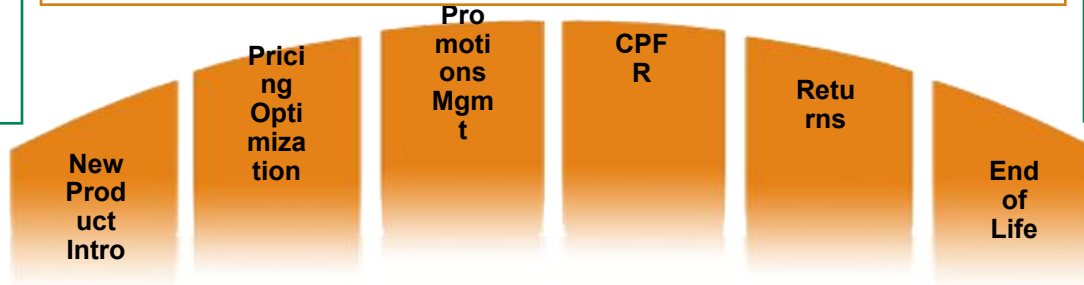 New
Prod
uct
Intro
Prici
ng
Opti
miza
tion
Pro
moti
ons
Mgm
t
CPF
R
Retu
rns
End
of
Life